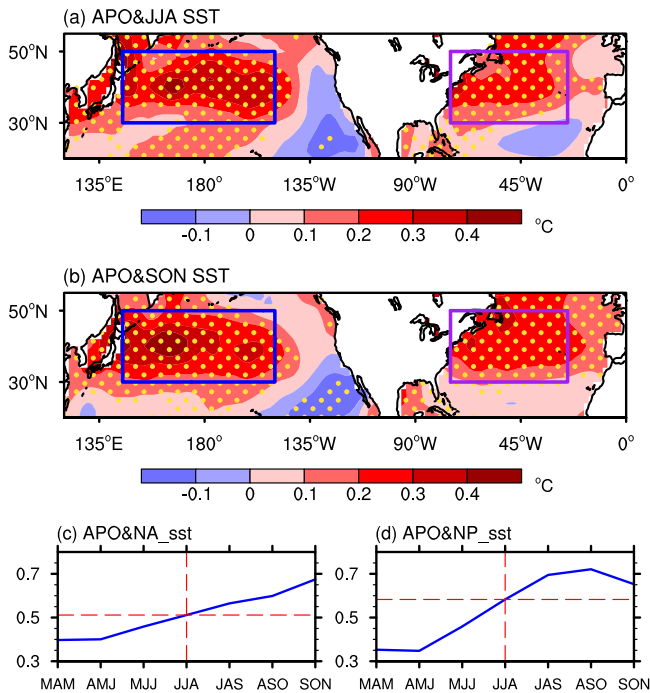 (a) APO&JJA SST
50°N
30°N
135°E 180° 135°W 90°W 45°W 0°
-0.1 0 0.1 0.2 0.3 0.4 °C
(b) APO&SON SST
50°N
30°N
135°E 180° 135°W 90°W 45°W 0°
-0.1 0 0.1 0.2 0.3 0.4 °C
(c) APO&NA_sst
0.7
0.5
0.3
MAM AMJ MJJ JJA JAS ASO SON
(d) APO&NP_sst
0.7
0.5
0.3
MAM AMJ MJJ JJA JAS ASO SON